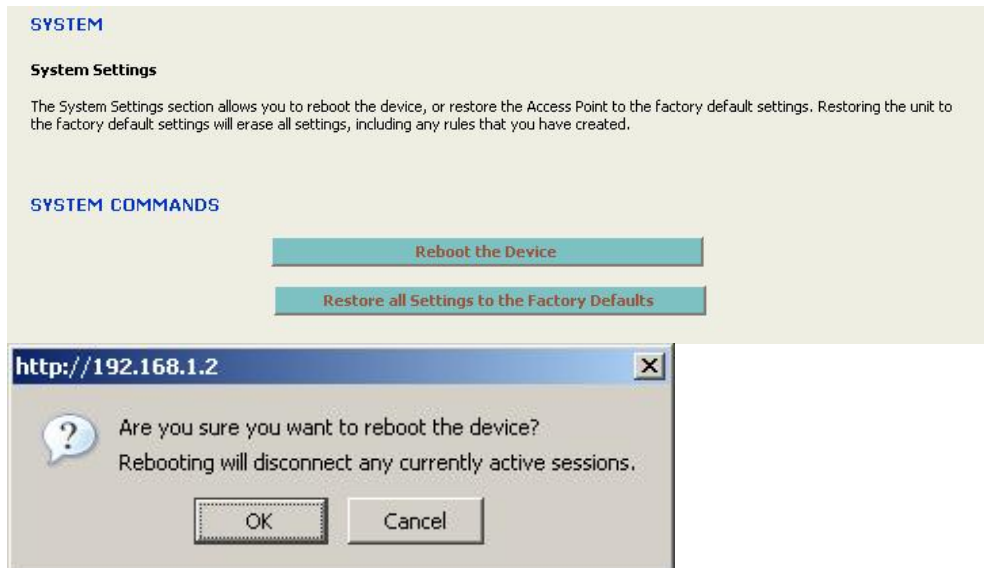 SYSTEM
System Settings
The System Settings section allows you to reboot the device, or restore the Access Point to the factory default settings. Restoring the unit to
the factory default settings will erase all settings, including any rules that you have created.
SYSTEM COMMANDS
Reboot the Device
Restore all Settings to the Factory Defaults
http://192.168.1.2
Are you sure you want to reboot the device?
Rebooting will disconnect any currently active sessions.
OK Cancel